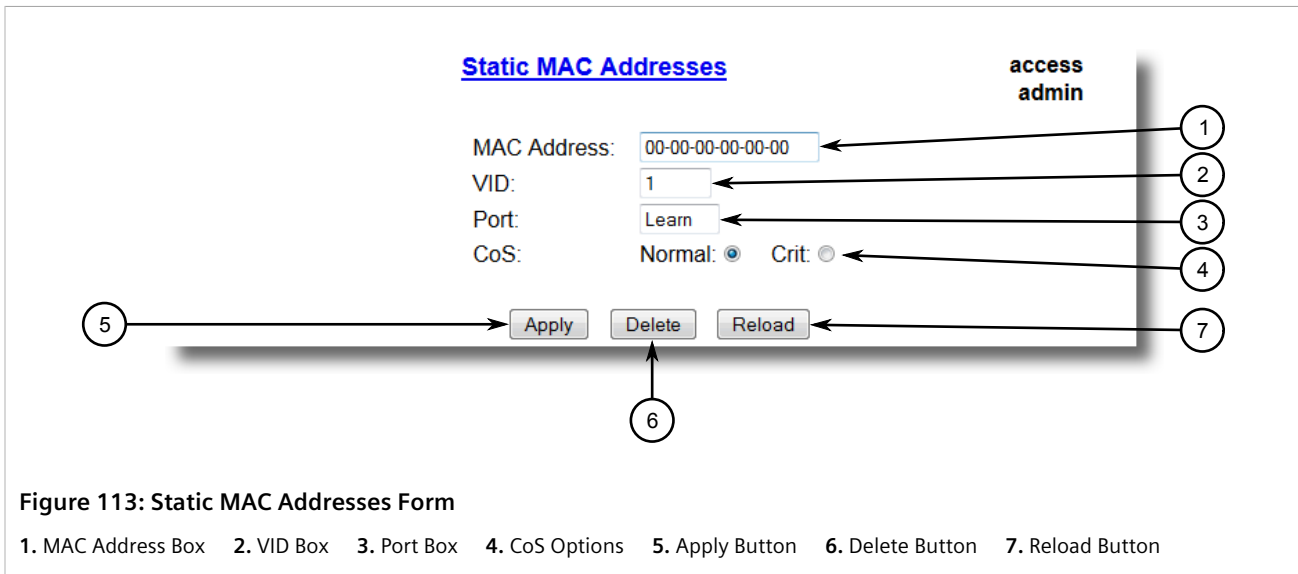 Static MAC Addresses
access
admin
MAC Address: 00-00-00-00-00-00
1
VID: 1
2
Port: Learn
3
CoS: Normal: Crit:
4
5
Apply Delete Reload
7
6
Figure 113: Static MAC Addresses Form
1. MAC Address Box 2. VID Box 3. Port Box 4. CoS Options 5. Apply Button 6. Delete Button 7. Reload Button